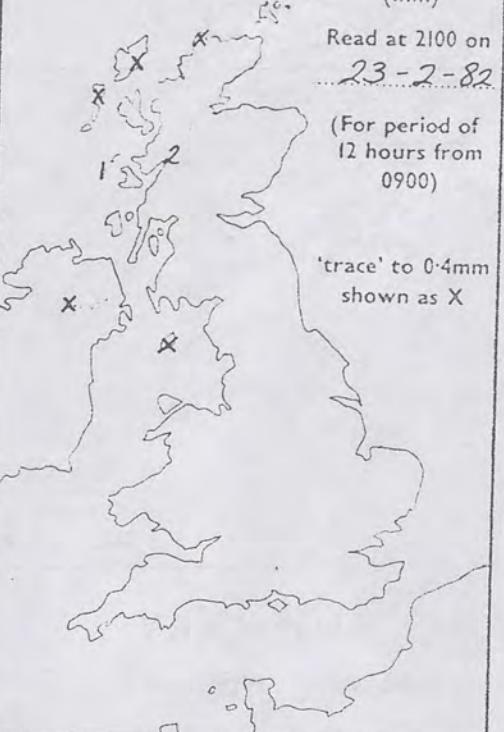 (mm)
Read at 2100 on
23-2-82
(For period of
12 hours from
0900)
'trace' to 0·4mm
shown as X
X
X
X
1
2
X
X